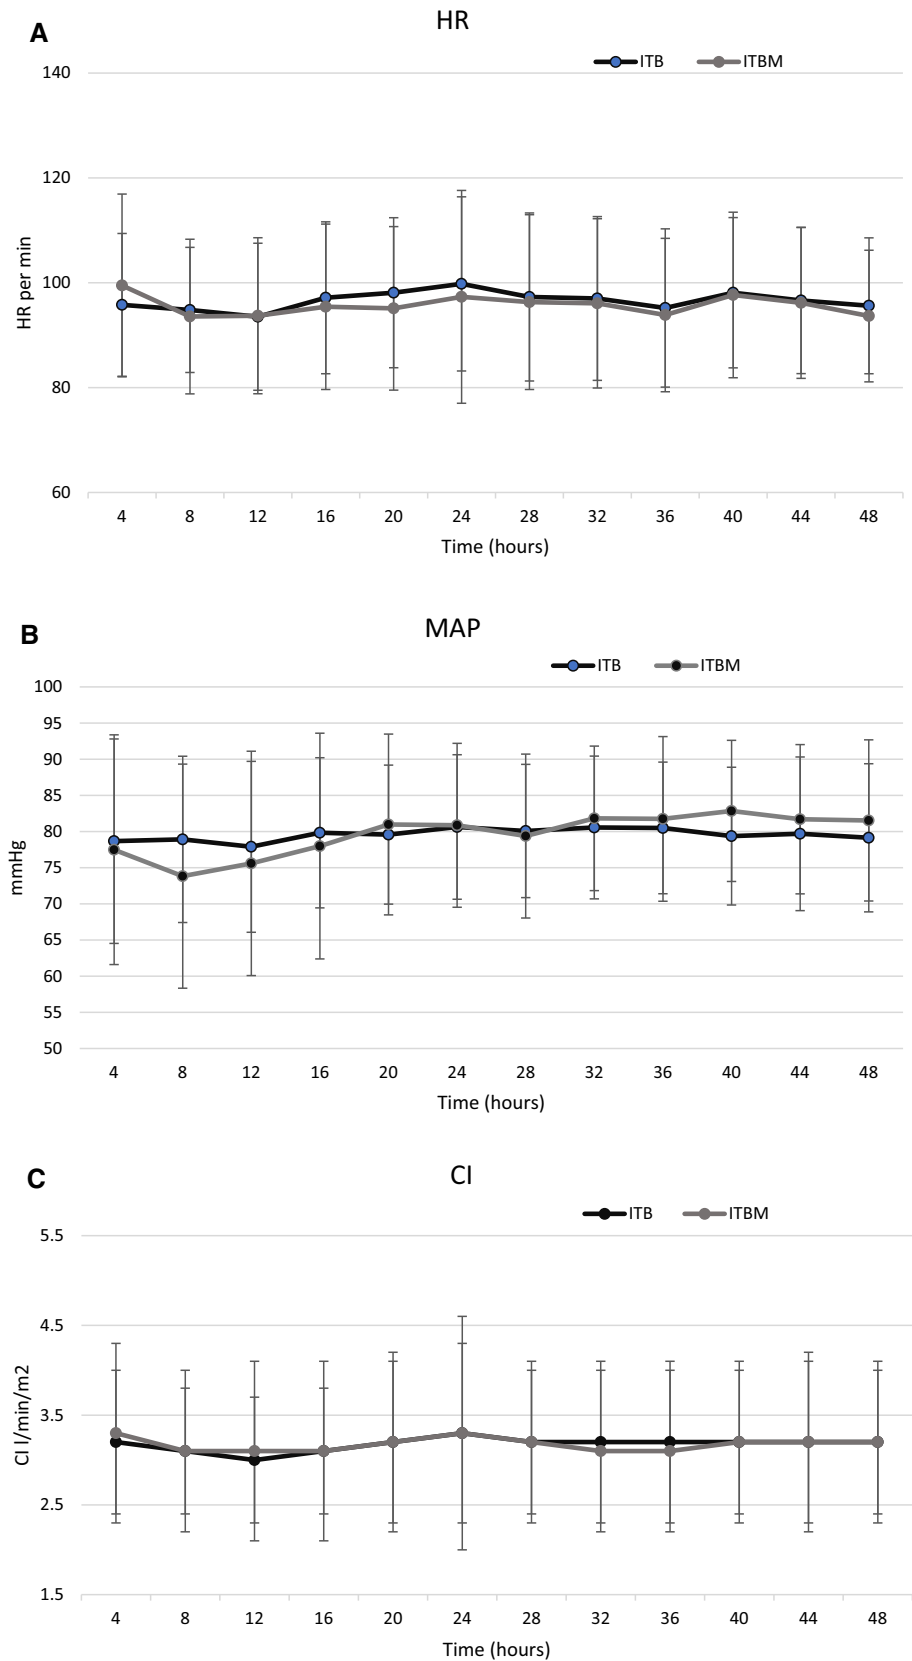 A
HR
ITB ITBM
140
120
100
80
60
HR per min
4 8 12 16 20 24 28 32 36 40 44 48
Time (hours)
B
MAP
ITB ITBM
100
95
90
85
80
75
70
65
60
55
50
mmHg
4 8 12 16 20 24 28 32 36 40 44 48
Time (hours)
C
CI
ITB ITBM
5.5
4.5
3.5
2.5
1.5
CI l/min/m2
4 8 12 16 20 24 28 32 36 40 44 48
Time (hours)